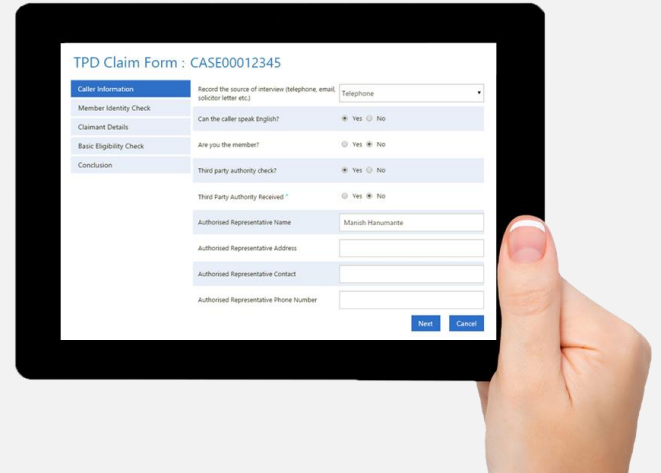 TPD Claim Form : CASE00012345
Caller Information
Member Identity Check
Claimant Details
Basic Eligibility Check
Conclusion
Record the source of interview (telephone, email,
solicitor letter etc.)
Telephone
Can the caller speak English?
Yes No
Are you the member?
Yes No
Third party authority check?
Yes No
Third Party Authority Received *
Yes No
Authorised Representative Name
Manish Hanumante
Authorised Representative Address
Authorised Representative Contact
Authorised Representative Phone Number
Next Cancel